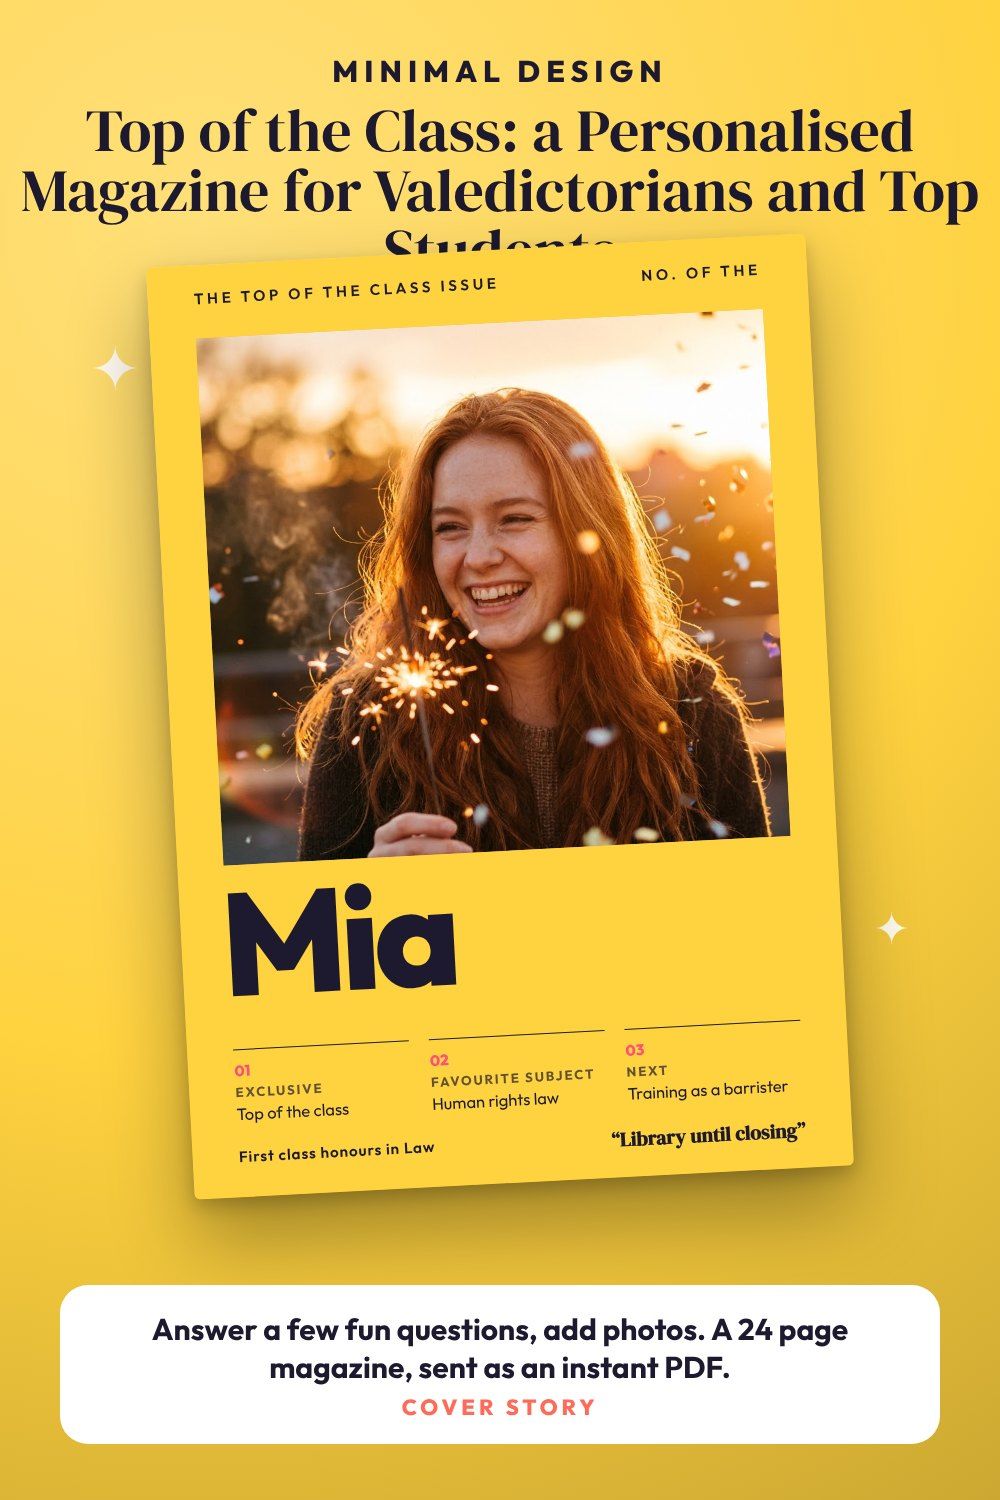 MINIMAL DESIGN
Top of the Class: a Personalised
Magazine for Valedictorians and Top
Students
THE TOP OF THE CLASS ISSUE
NO. OF THE
Mia
01
EXCLUSIVE
Top of the class
02
FAVOURITE SUBJECT
Human rights law
03
NEXT
Training as a barrister
First class honours in Law
“Library until closing”
Answer a few fun questions, add photos. A 24 page
magazine, sent as an instant PDF.
COVER STORY